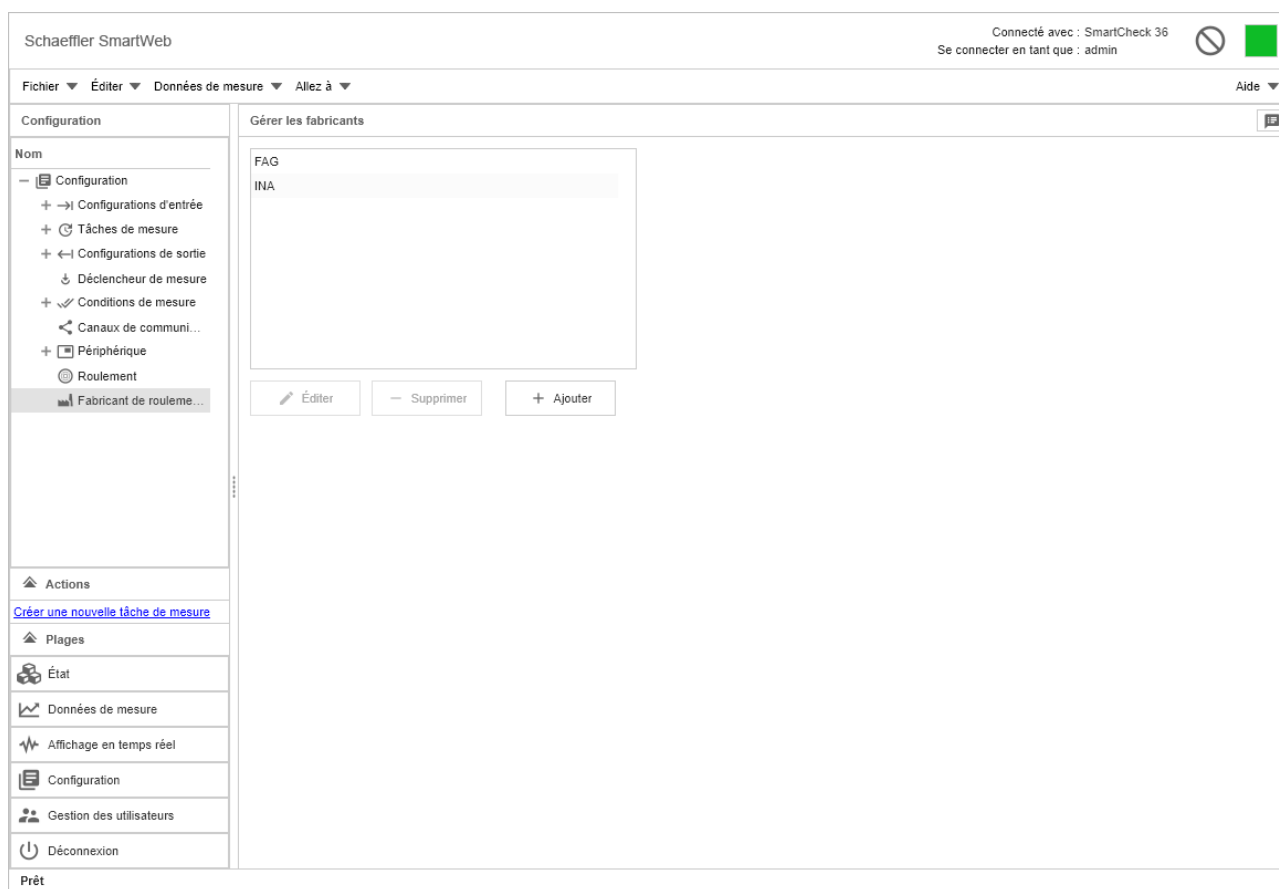 Schaeffler SmartWeb
Connecté avec : SmartCheck 36
Se connecter en tant que : admin
Fichier Éditer Données de mesure Allez à Aide
Configuration
Gérer les fabricants
Nom
Configuration
Configurations d'entrée
Tâches de mesure
Configurations de sortie
Déclencheur de mesure
Conditions de mesure
Canaux de communi...
Périphérique
Roulement
Fabricant de rouleme...
FAG
INA
Éditer Supprimer Ajouter
Actions
Créer une nouvelle tâche de mesure
Plages
État
Données de mesure
Affichage en temps réel
Configuration
Gestion des utilisateurs
Déconnexion
Prêt